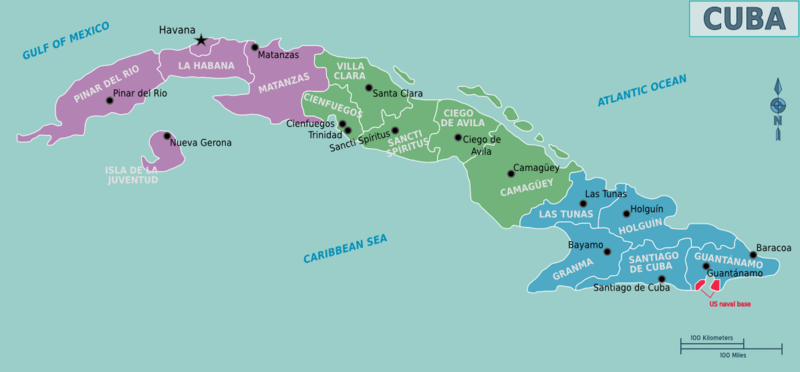 CUBA
GULF OF MEXICO
Havana
Matanzas
LA HABANA
PINAR DEL RIO
Pinar del Rio
MATANZAS
VILLA
CLARA
Santa Clara
ATLANTIC OCEAN
N
CIENFUEGOS
Cienfuegos
Trinidad
Sancti Spiritus
SANCTI
SPIRITUS
CIEGO
DE AVILA
Ciego de
Avila
Nueva Gerona
ISLA DE LA
JUVENTUD
Camagüey
CAMAGÜEY
Las Tunas
LAS TUNAS
Holguín
HOLGUÍN
CARIBBEAN SEA
Bayamo
GRANMA
SANTIAGO
DE CUBA
Santiago de Cuba
GUANTÁNAMO
Guantánamo
Baracoa
US naval base
100 Kilometers
100 Miles